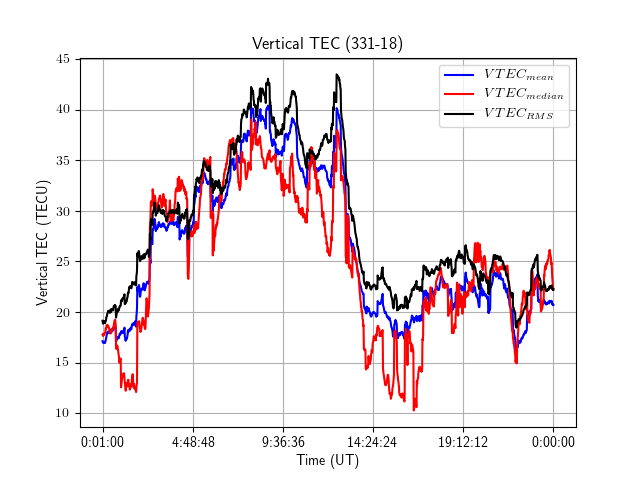 Vertical TEC (331-18)
VTEC_mean
VTEC_median
VTEC_RMS
Vertical TEC (TECU)
45
40
35
30
25
20
15
10
0:01:00 4:48:48 9:36:36 14:24:24 19:12:12 0:00:00
Time (UT)